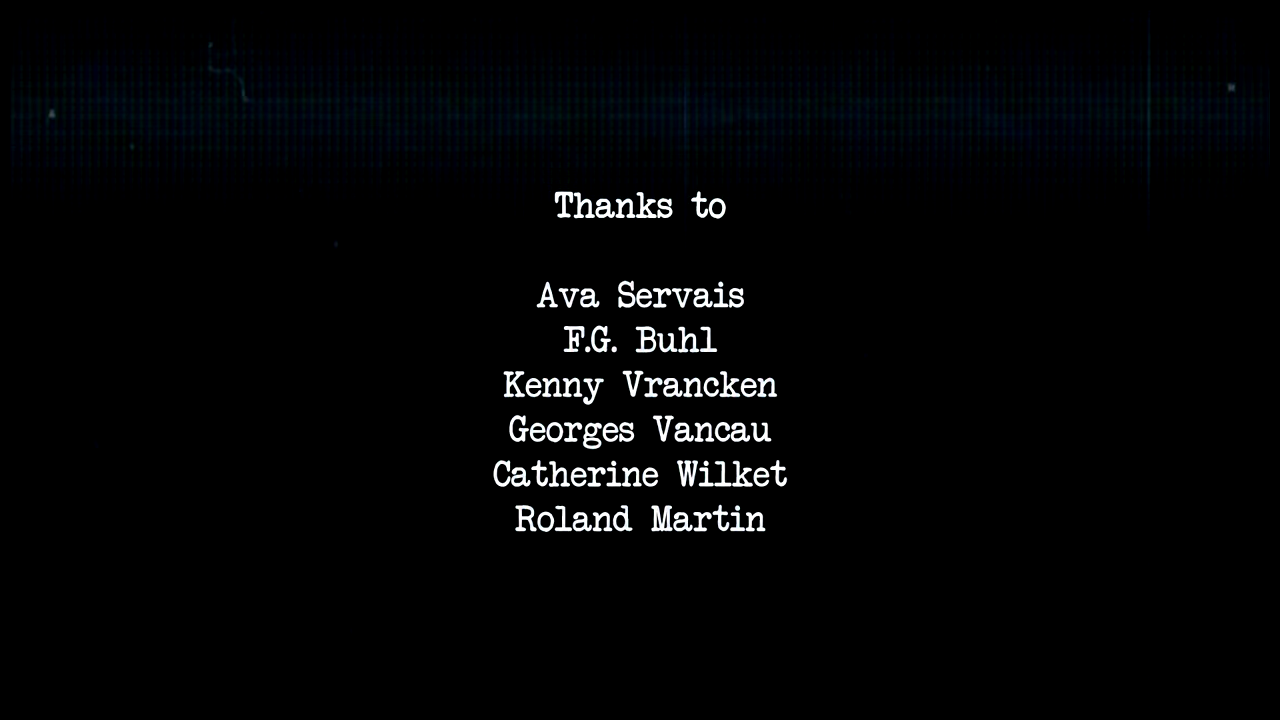 Thanks to
Ava Servais
F.G. Buhl
Kenny Vrancken
Georges Vancau
Catherine Wilket
Roland Martin